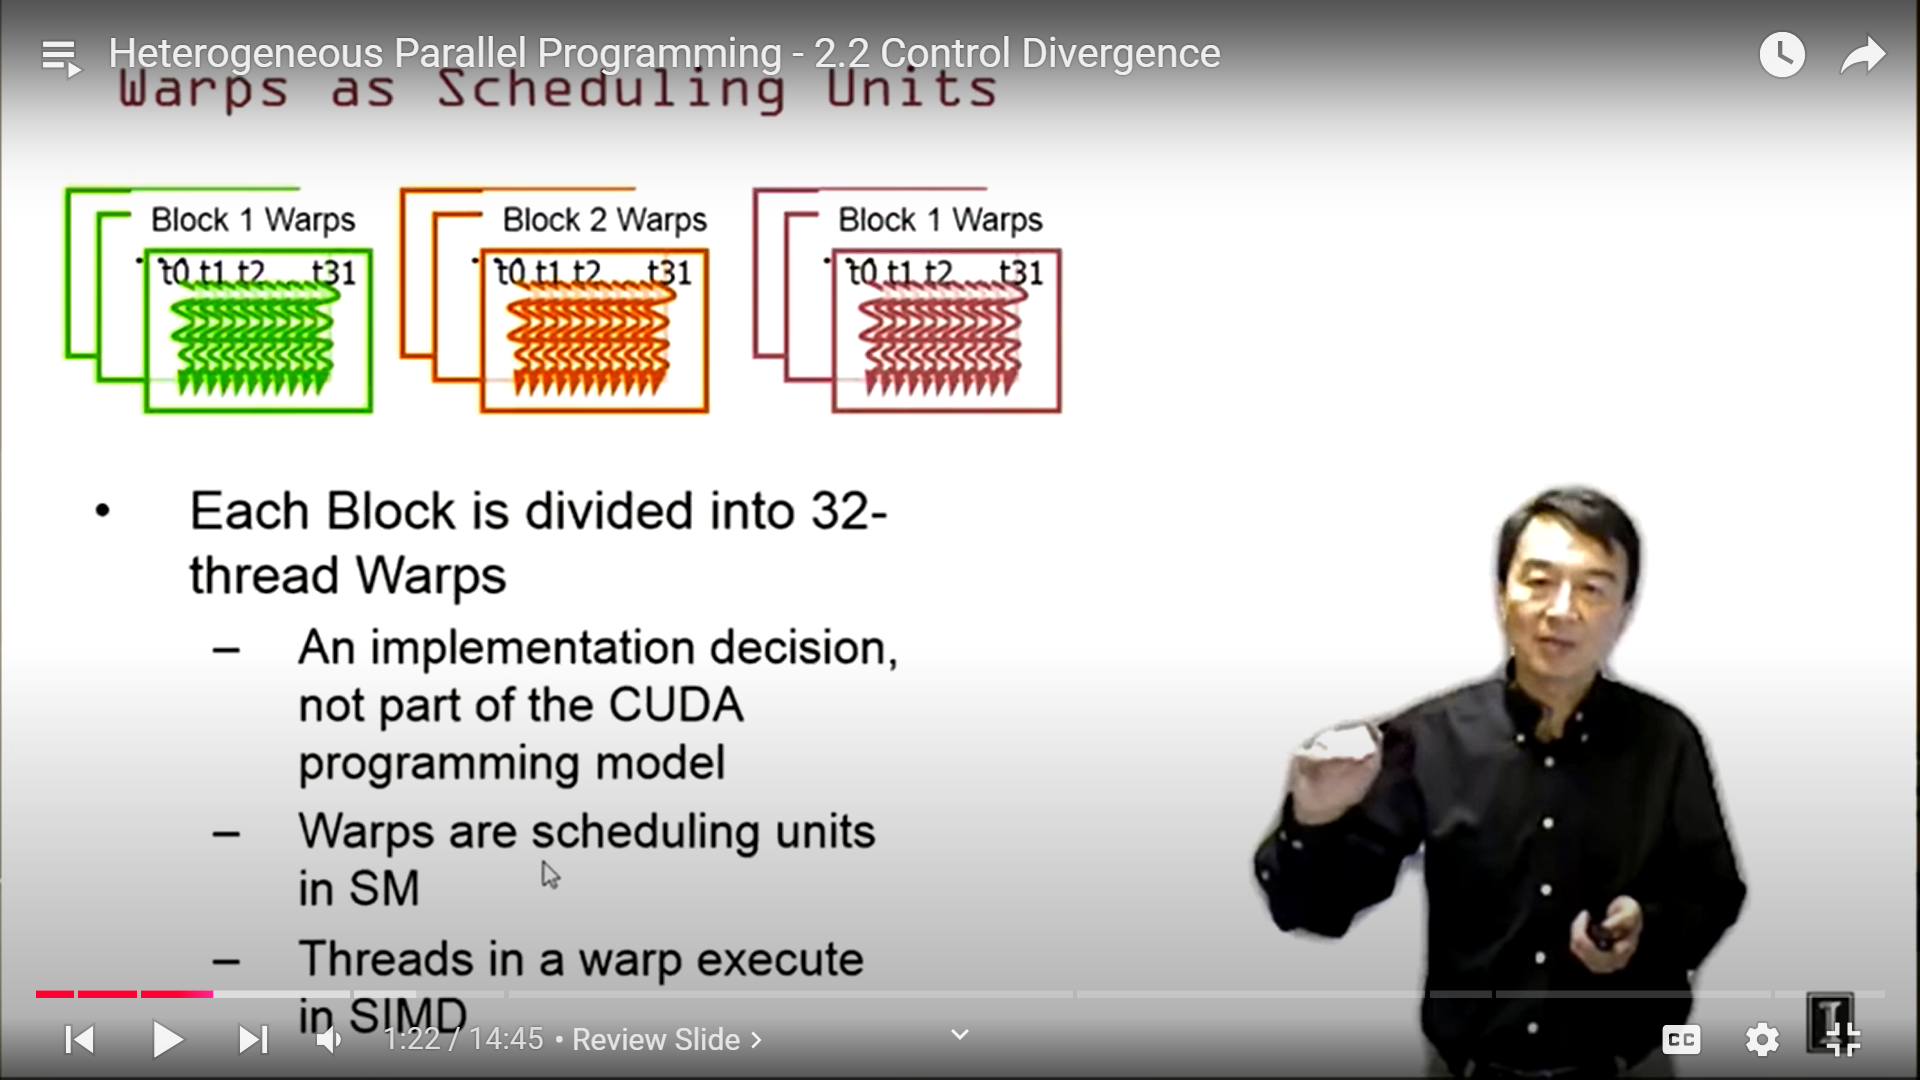 Heterogeneous Parallel Programming - 2.2 Control Divergence
Warps as Scheduling Units
Block 1 Warps
Block 2 Warps
Block 1 Warps
t0 t1 t2 ... t31
t0 t1 t2 ... t31
t0 t1 t2 ... t31
• Each Block is divided into 32-
thread Warps
– An implementation decision,
not part of the CUDA
programming model
– Warps are scheduling units
in SM
– Threads in a warp execute
in SIMD
1:22 / 14:45 • Review Slide >
CC
I